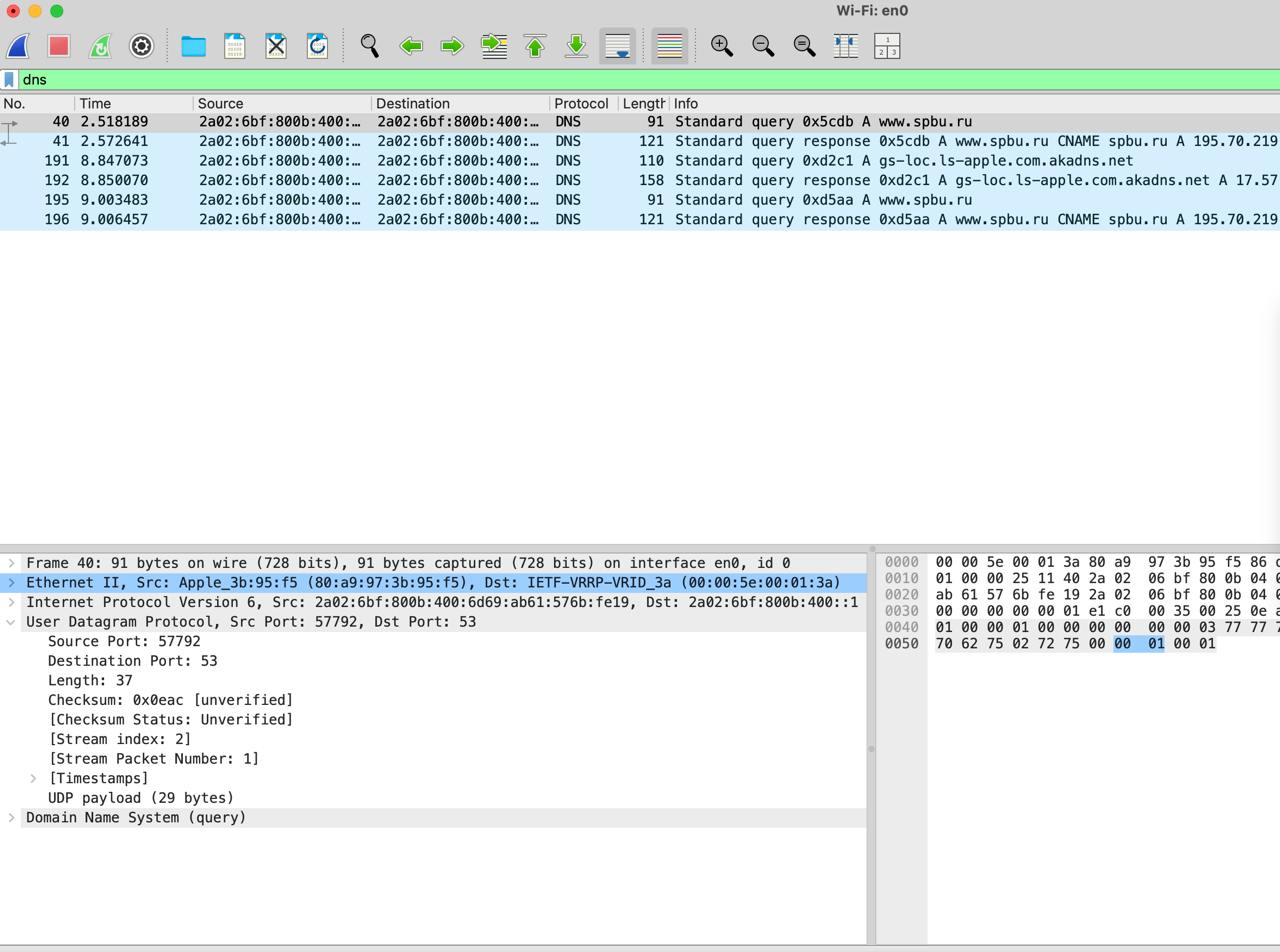 Wi-Fi: en0
dns
No. Time Source Destination Protocol Length Info
40 2.518189 2a02:6bf:800b:400:… 2a02:6bf:800b:400:… DNS 91 Standard query 0x5cdb A www.spbu.ru
41 2.572641 2a02:6bf:800b:400:… 2a02:6bf:800b:400:… DNS 121 Standard query response 0x5cdb A www.spbu.ru CNAME spbu.ru A 195.70.219
191 8.847073 2a02:6bf:800b:400:… 2a02:6bf:800b:400:… DNS 110 Standard query 0xd2c1 A gs-loc.ls-apple.com.akadns.net
192 8.850070 2a02:6bf:800b:400:… 2a02:6bf:800b:400:… DNS 158 Standard query response 0xd2c1 A gs-loc.ls-apple.com.akadns.net A 17.57
195 9.003483 2a02:6bf:800b:400:… 2a02:6bf:800b:400:… DNS 91 Standard query 0xd5aa A www.spbu.ru
196 9.006457 2a02:6bf:800b:400:… 2a02:6bf:800b:400:… DNS 121 Standard query response 0xd5aa A www.spbu.ru CNAME spbu.ru A 195.70.219
Frame 40: 91 bytes on wire (728 bits), 91 bytes captured (728 bits) on interface en0, id 0
Ethernet II, Src: Apple_3b:95:f5 (80:a9:97:3b:95:f5), Dst: IETF-VRRP-VRID_3a (00:00:5e:00:01:3a)
Internet Protocol Version 6, Src: 2a02:6bf:800b:400:6d69:ab61:576b:fe19, Dst: 2a02:6bf:800b:400::1
User Datagram Protocol, Src Port: 57792, Dst Port: 53
Source Port: 57792
Destination Port: 53
Length: 37
Checksum: 0x0eac [unverified]
[Checksum Status: Unverified]
[Stream index: 2]
[Stream Packet Number: 1]
[Timestamps]
UDP payload (29 bytes)
Domain Name System (query)
0000 00 00 5e 00 01 3a 80 a9 97 3b 95 f5 86
0010 01 00 00 25 11 40 2a 02 06 bf 80 0b 04
0020 ab 61 57 6b fe 19 2a 02 06 bf 80 0b 04
0030 00 00 00 00 00 01 e1 c0 00 35 00 25 0e
0040 01 00 00 01 00 00 00 00 00 00 03 77 77
0050 70 62 75 02 72 75 00 00 01 00 01